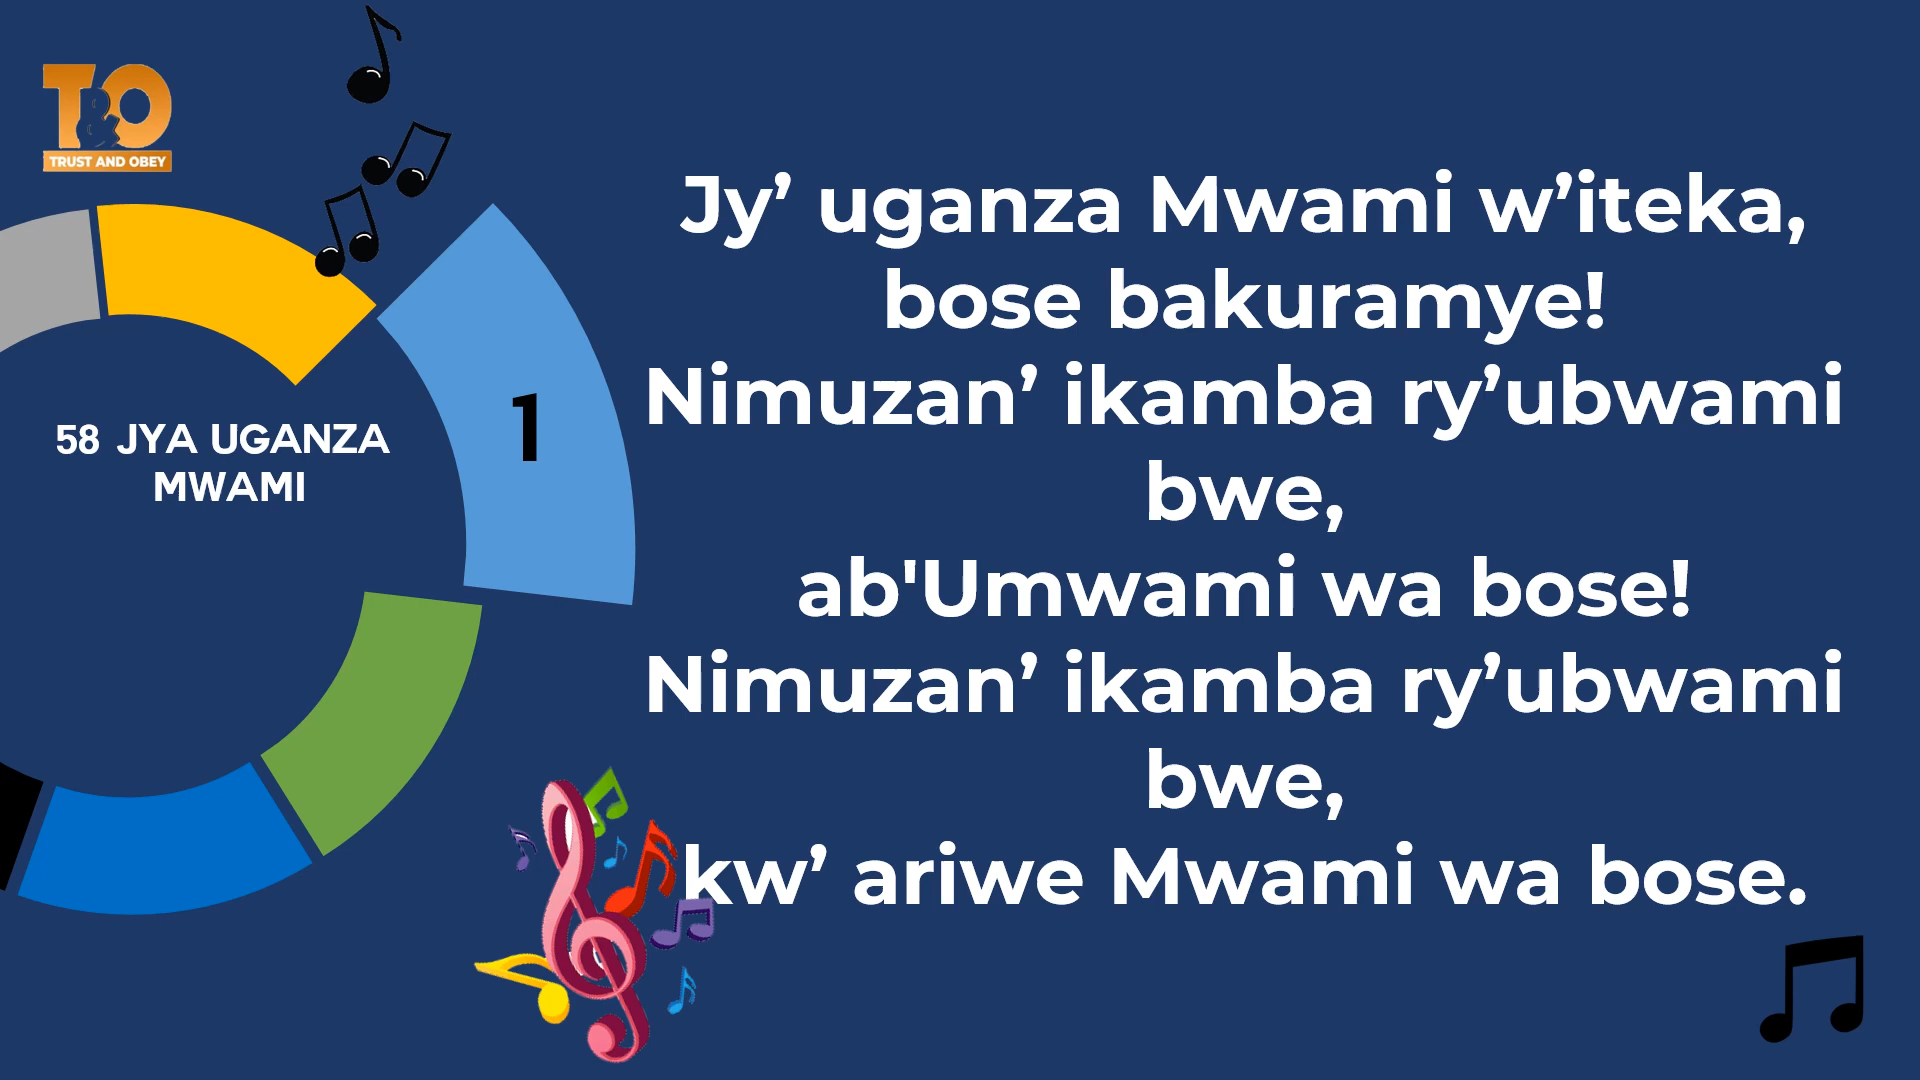 T&O
TRUST AND OBEY
58 JYA UGANZA
MWAMI
1
Jy’ uganza Mwami w’iteka,
bose bakuramye!
Nimuzan’ ikamba ry’ubwami
bwe,
ab'Umwami wa bose!
Nimuzan’ ikamba ry’ubwami
bwe,
kw’ ariwe Mwami wa bose.